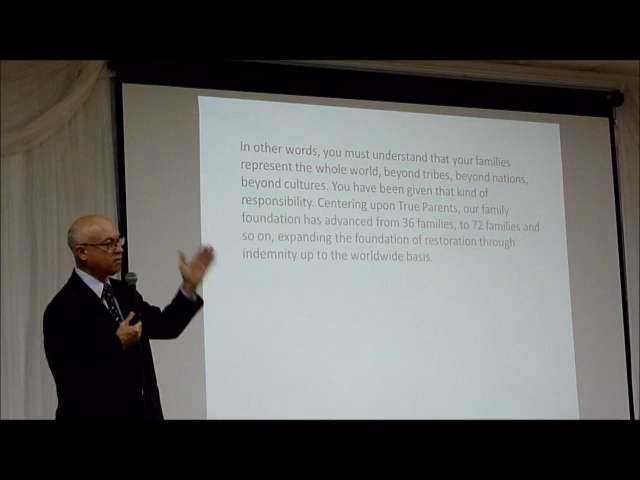 In other words, you must understand that your families
represent the whole world, beyond tribes, beyond nations,
beyond cultures. You have been given that kind of
responsibility. Centering upon True Parents, our family
foundation has advanced from 36 families, to 72 families and
so on, expanding the foundation of restoration through
indemnity up to the worldwide basis.